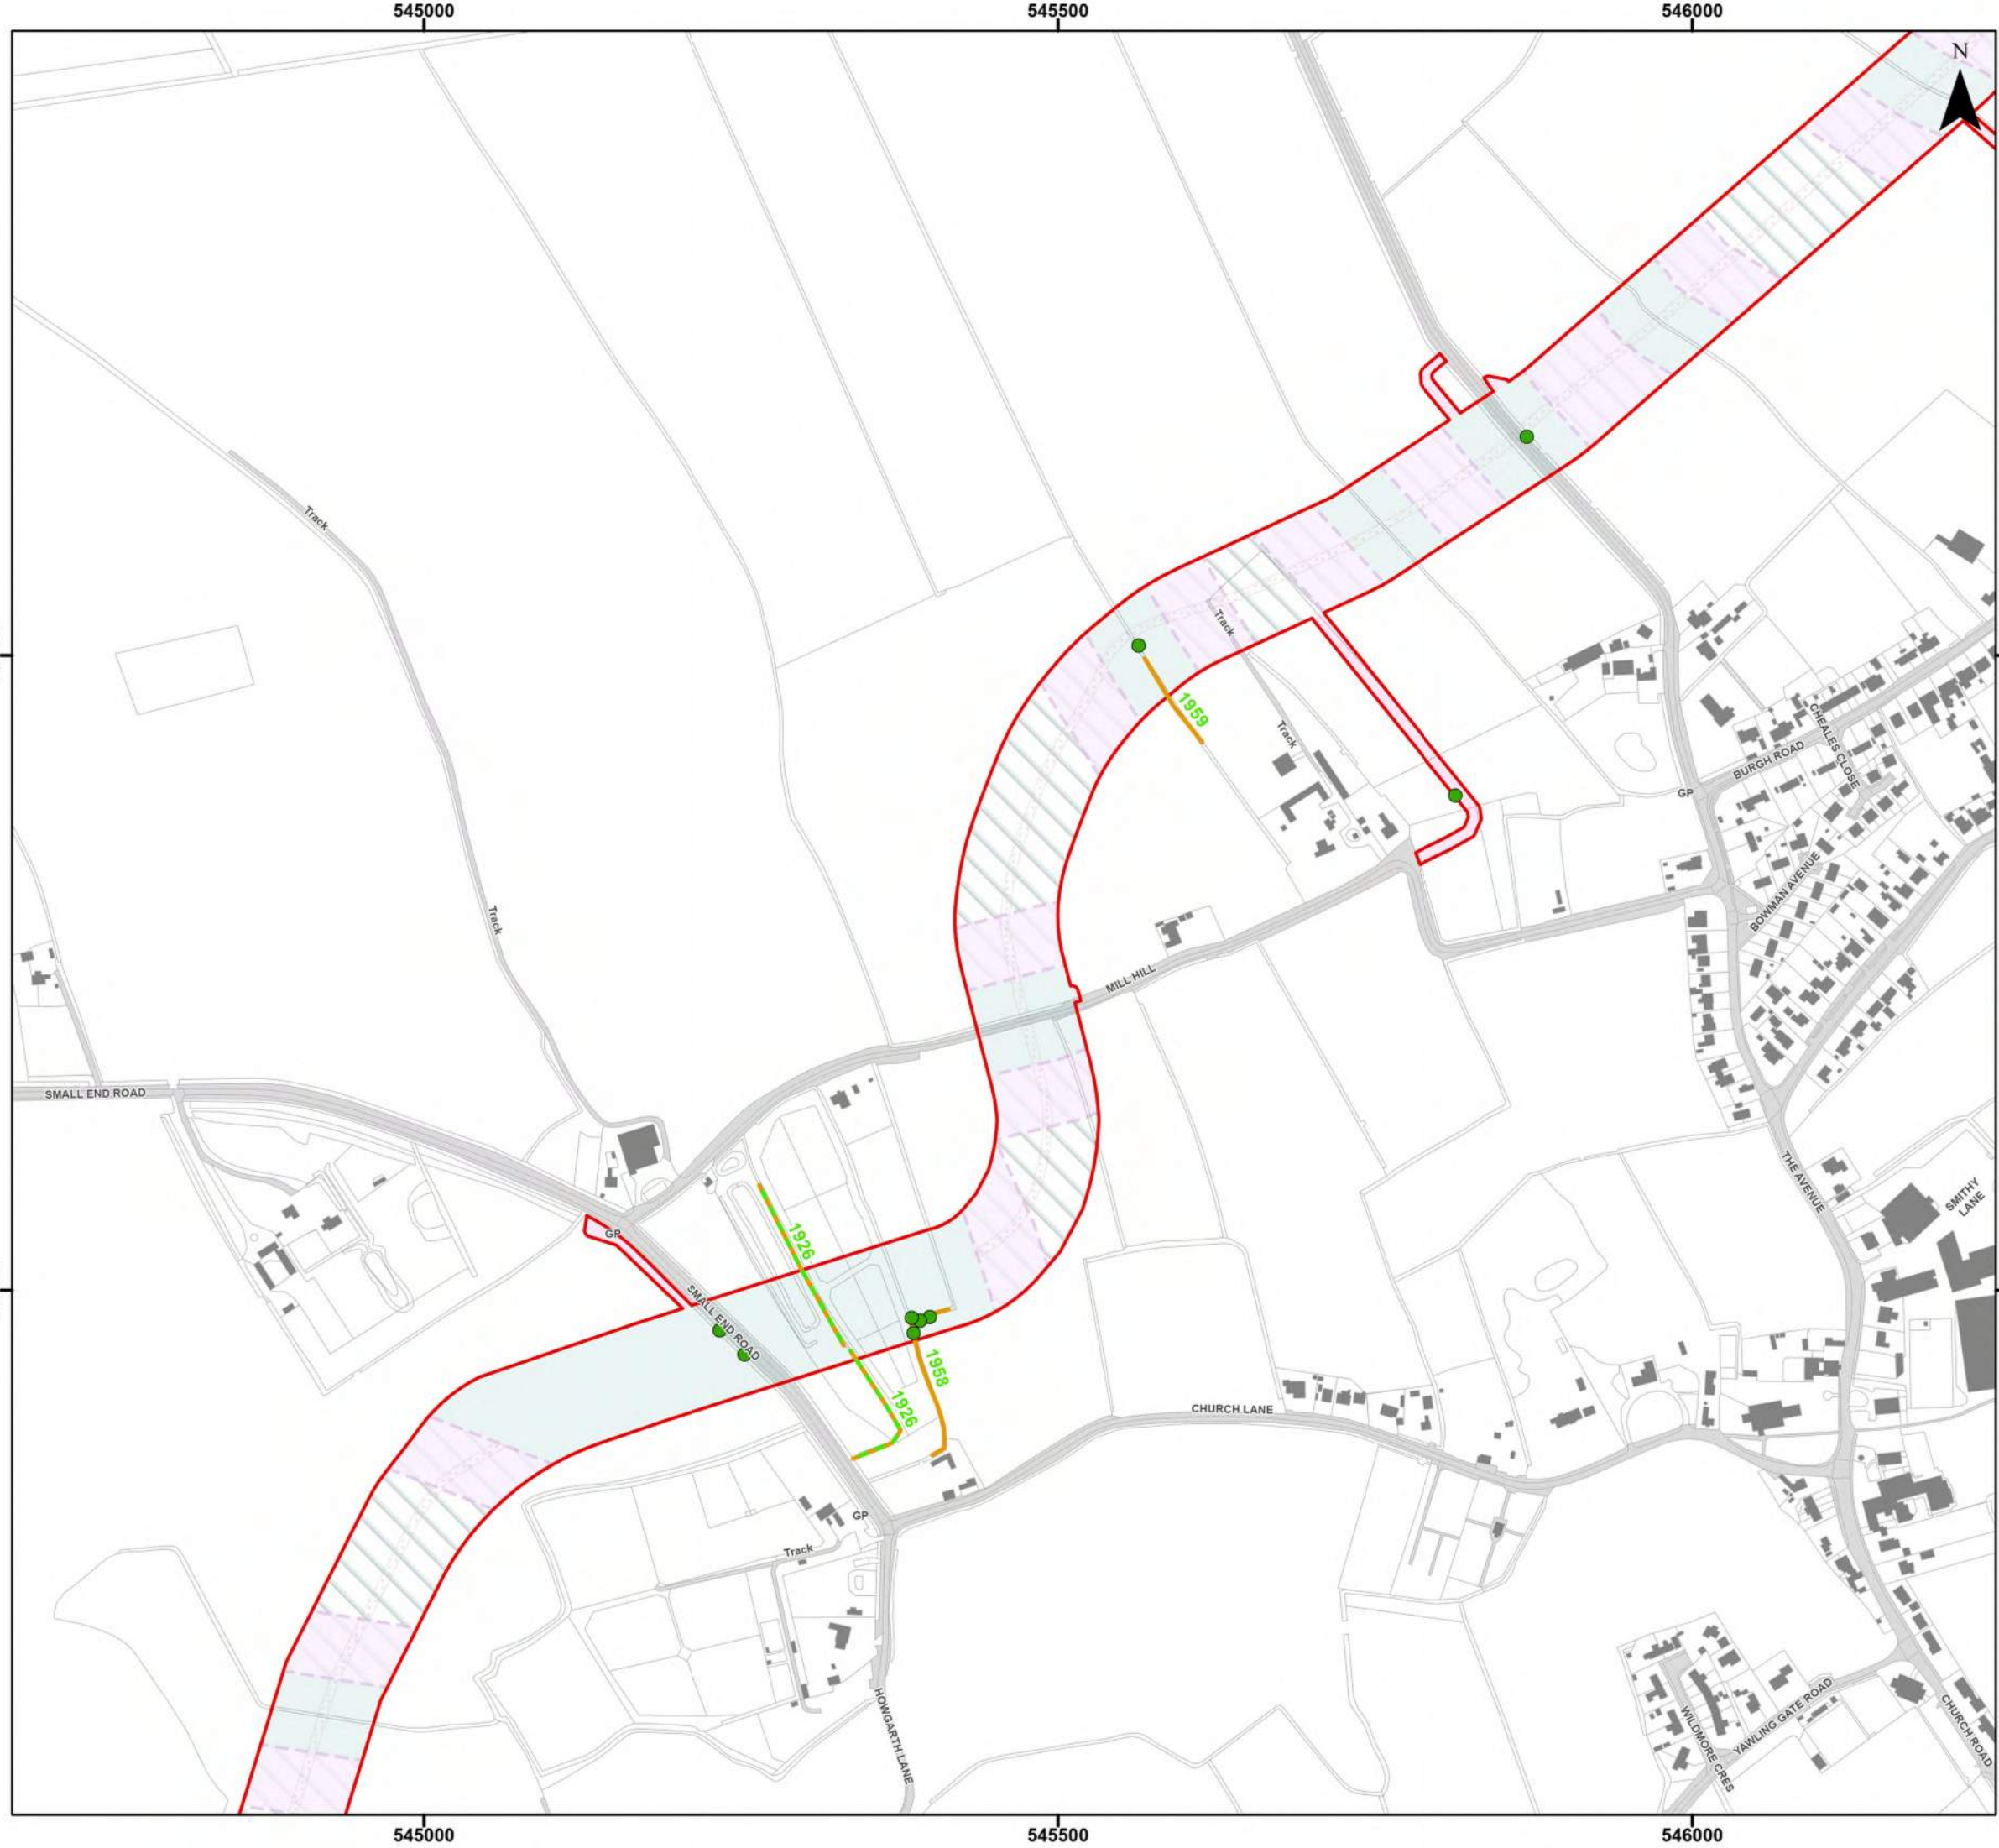 545000
545500
546000
N
Track
Track
1959
Track
CHEALES CLOSE
BURGH ROAD
GP
Track
BOWMAN AVENUE
MILL HILL
SMALL END ROAD
THE AVENUE
SMITHY
LANE
1926
GP
SMALL END ROAD
1958
1926
CHURCH LANE
GP
Track
HOWGARTH LANE
WILDMORE CRES
YAWLING GATE ROAD
CHURCH ROAD
545000
545500
546000